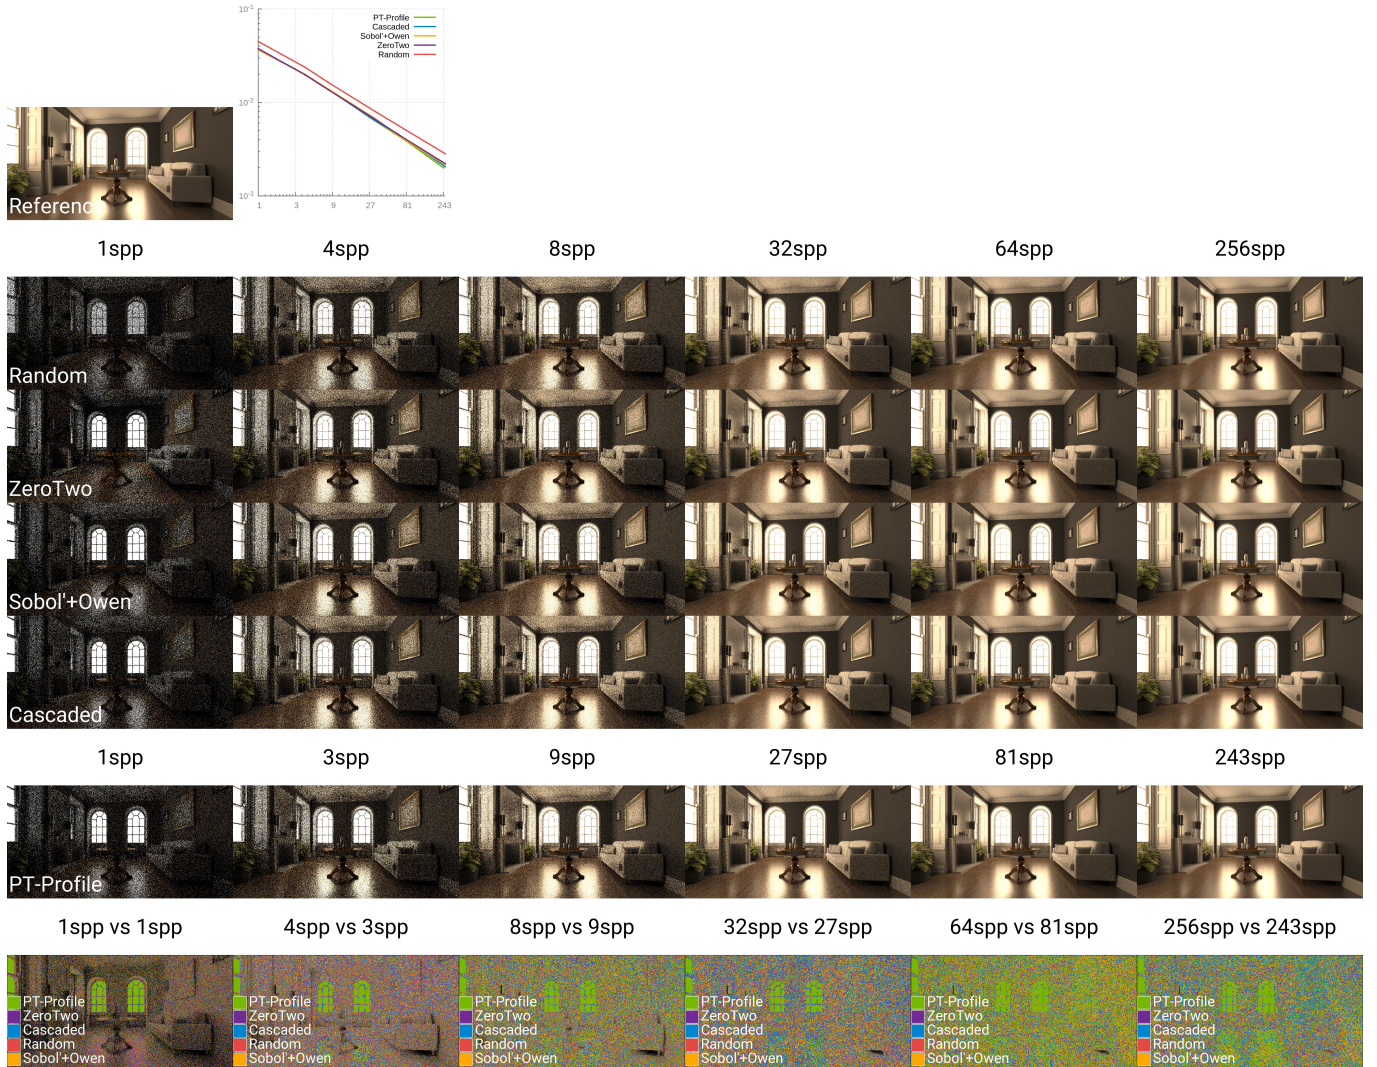 10^-1
PT-Profile
Cascaded
Sobol'+Owen
ZeroTwo
Random
10^-2
10^-3
1 3 9 27 81 243
Referenc
1spp 4spp 8spp 32spp 64spp 256spp
Random
ZeroTwo
Sobol'+Owen
Cascaded
1spp 3spp 9spp 27spp 81spp 243spp
PT-Profile
1spp vs 1spp 4spp vs 3spp 8spp vs 9spp 32spp vs 27spp 64spp vs 81spp 256spp vs 243spp
PT-Profile PT-Profile PT-Profile PT-Profile PT-Profile PT-Profile
ZeroTwo ZeroTwo ZeroTwo ZeroTwo ZeroTwo ZeroTwo
Cascaded Cascaded Cascaded Cascaded Cascaded Cascaded
Random Random Random Random Random Random
Sobol'+Owen Sobol'+Owen Sobol'+Owen Sobol'+Owen Sobol'+Owen Sobol'+Owen